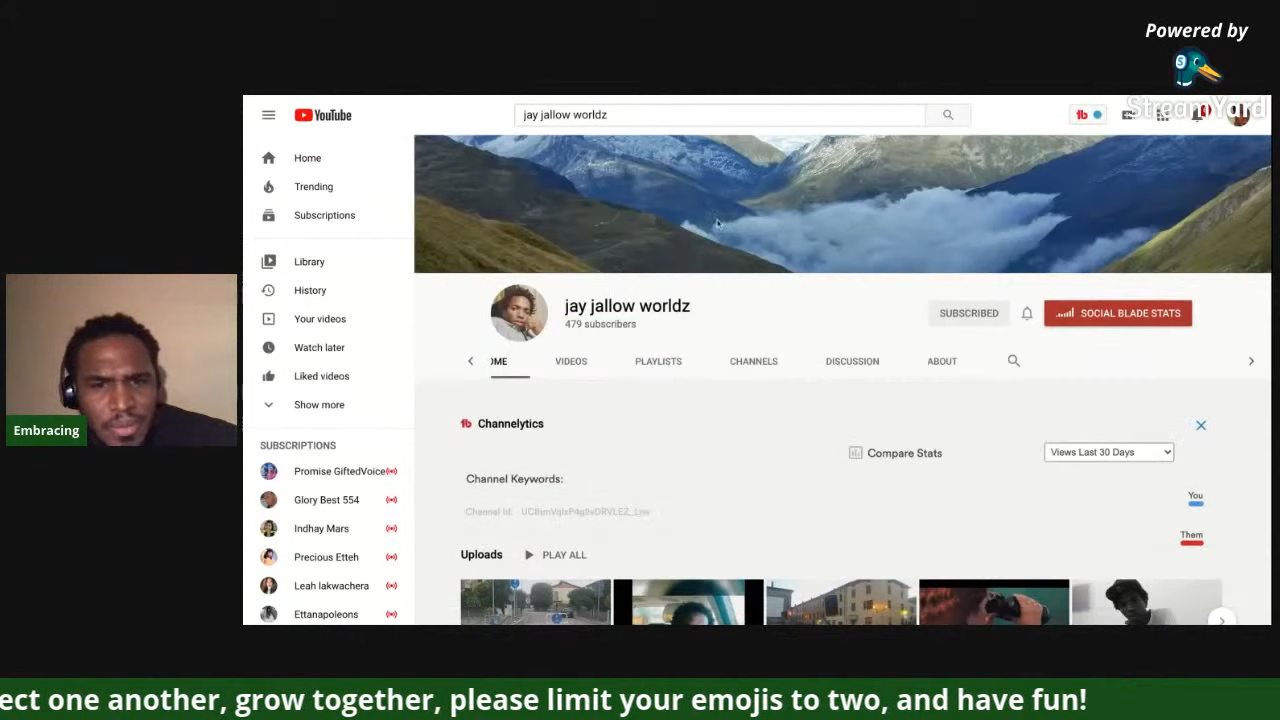 Powered by
StreamYard
YouTube
jay jallow worldz
Home
Trending
Subscriptions
Library
History
Your videos
Watch later
Liked videos
Show more
SUBSCRIPTIONS
Promise GiftedVoice
Glory Best 554
Indhay Mars
Precious Etteh
Leah lakwachera
Ettanapoleons
jay jallow worldz
479 subscribers
SUBSCRIBED
SOCIAL BLADE STATS
OME
VIDEOS
PLAYLISTS
CHANNELS
DISCUSSION
ABOUT
tb Channelytics
Compare Stats
Views Last 30 Days
Channel Keywords:
Channel Id:
You
Them
Uploads
PLAY ALL
Embracing
ect one another, grow together, please limit your emojis to two, and have fun!